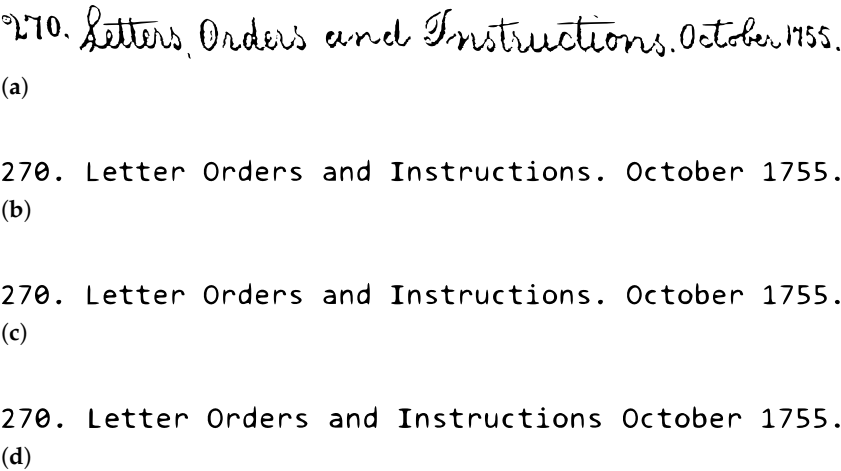 270. Letters, Orders and Instructions. October 1755.
(a)
270. Letter Orders and Instructions. October 1755.
(b)
270. Letter Orders and Instructions. October 1755.
(c)
270. Letter Orders and Instructions October 1755.
(d)